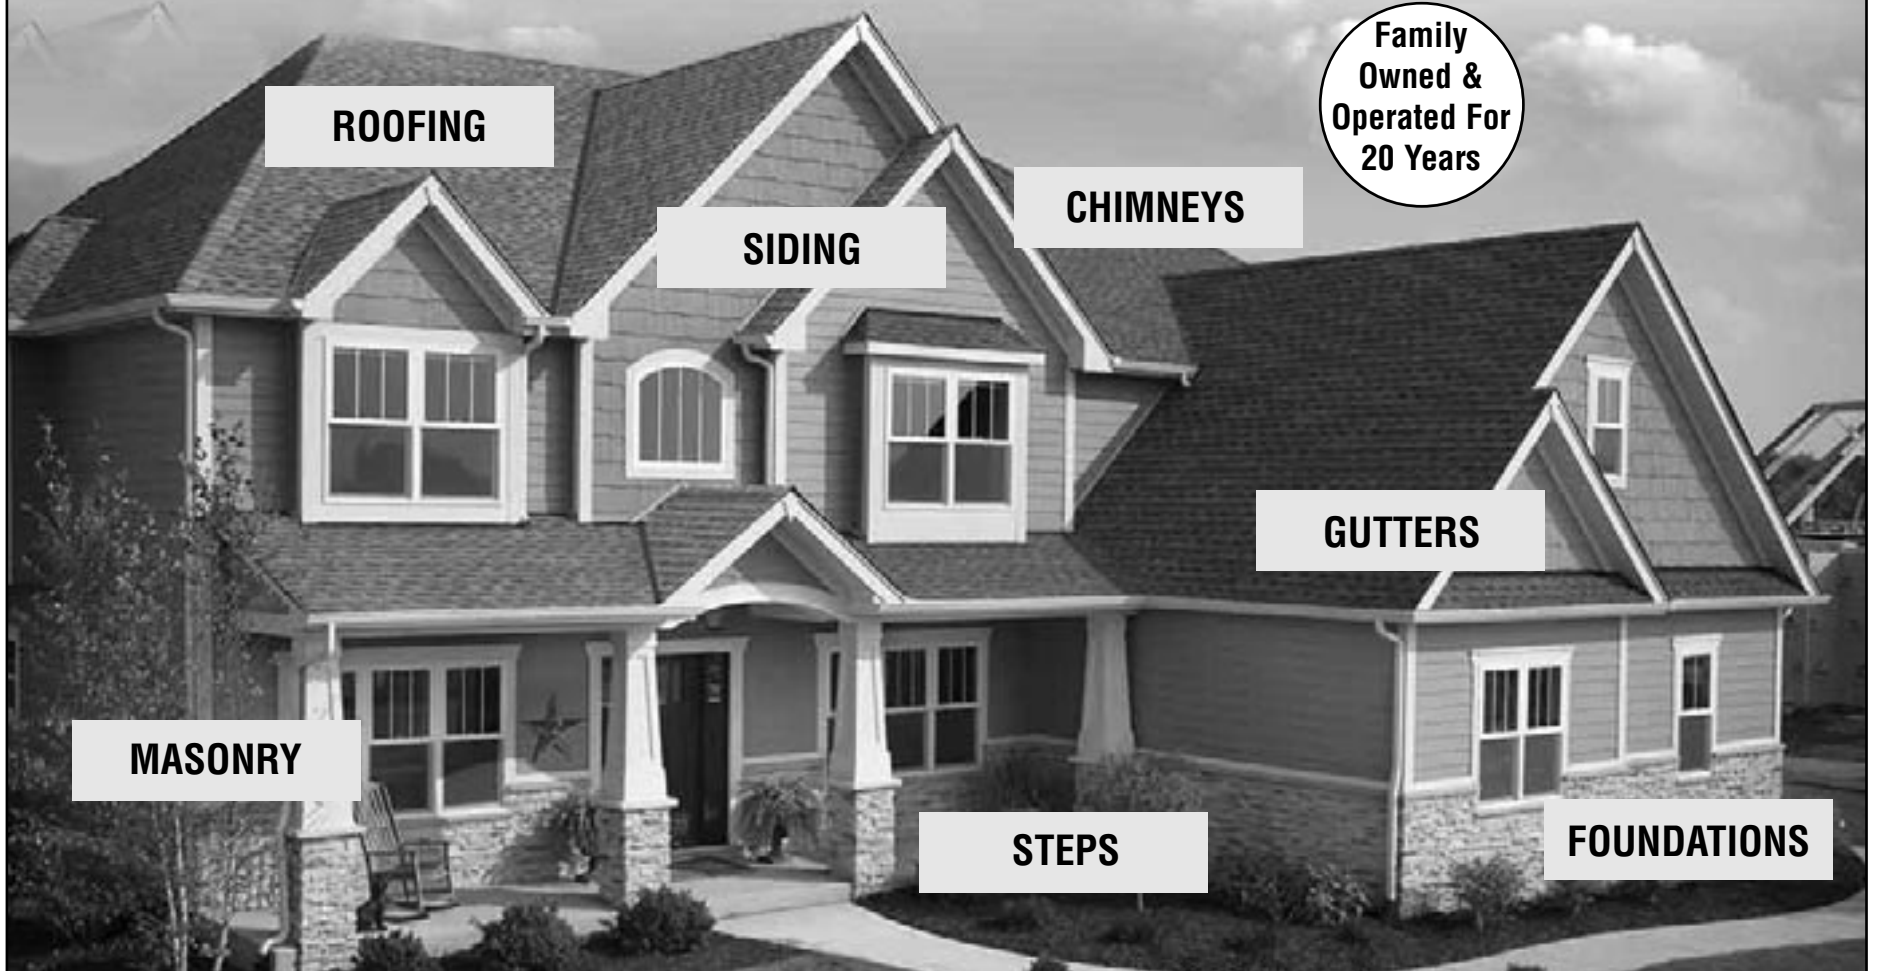 Family
Owned &
Operated For
20 Years
ROOFING
CHIMNEYS
SIDING
GUTTERS
MASONRY
STEPS
FOUNDATIONS